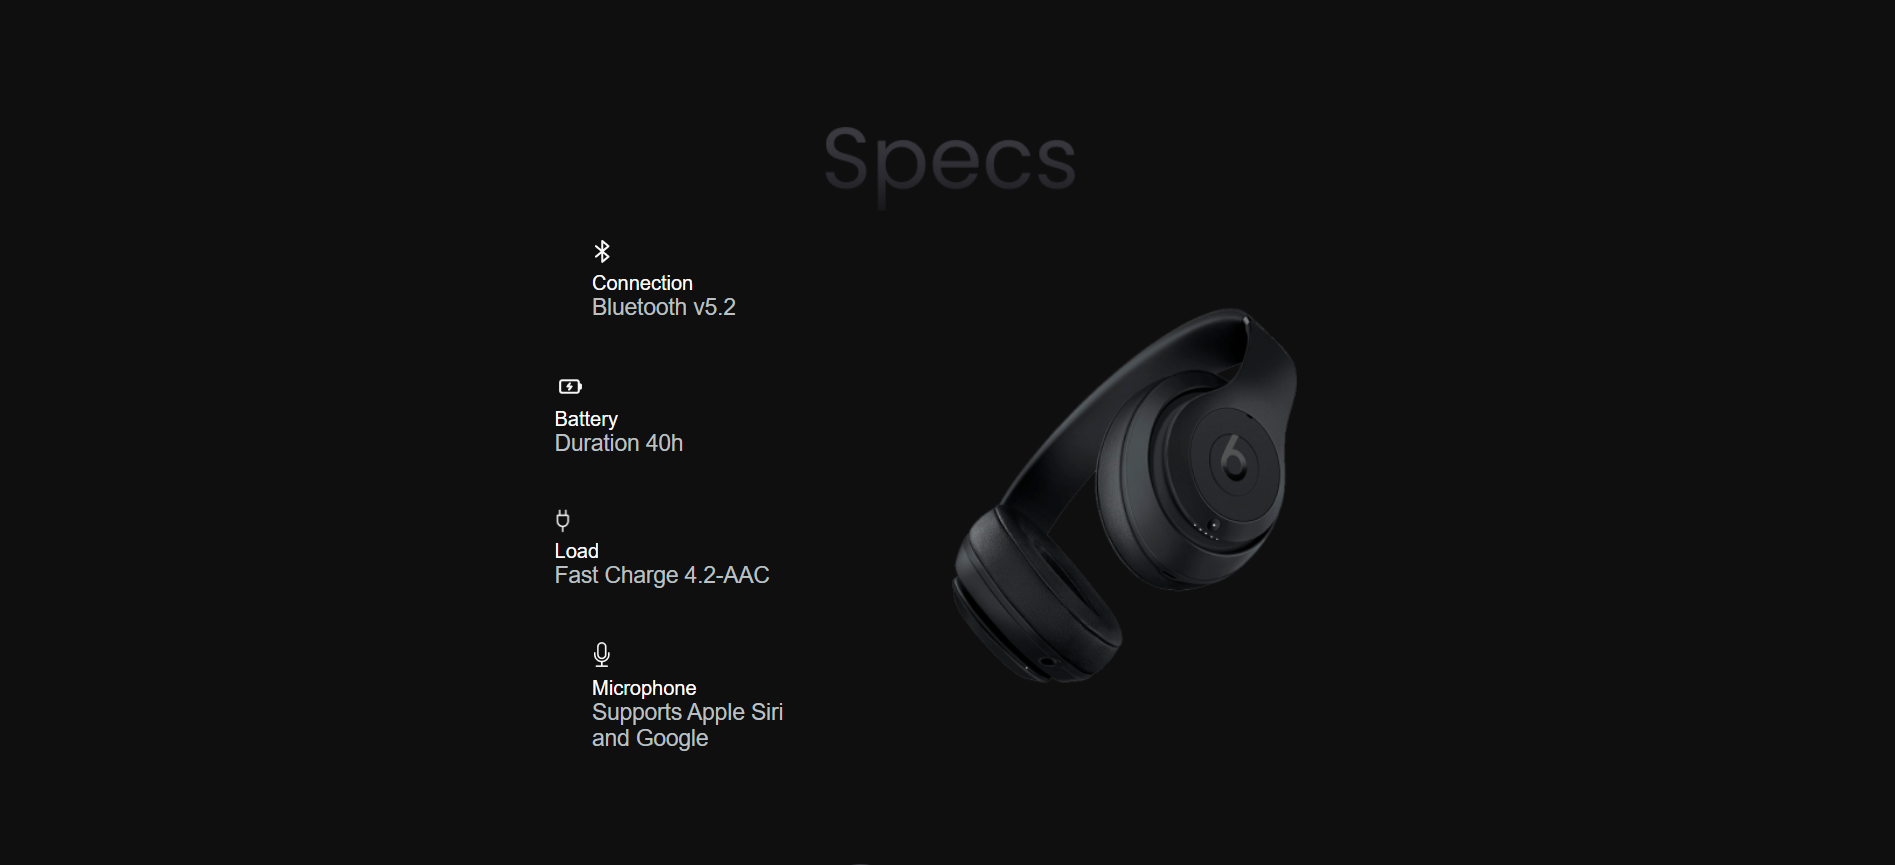 Specs
Connection
Bluetooth v5.2
Battery
Duration 40h
Load
Fast Charge 4.2-AAC
Microphone
Supports Apple Siri
and Google